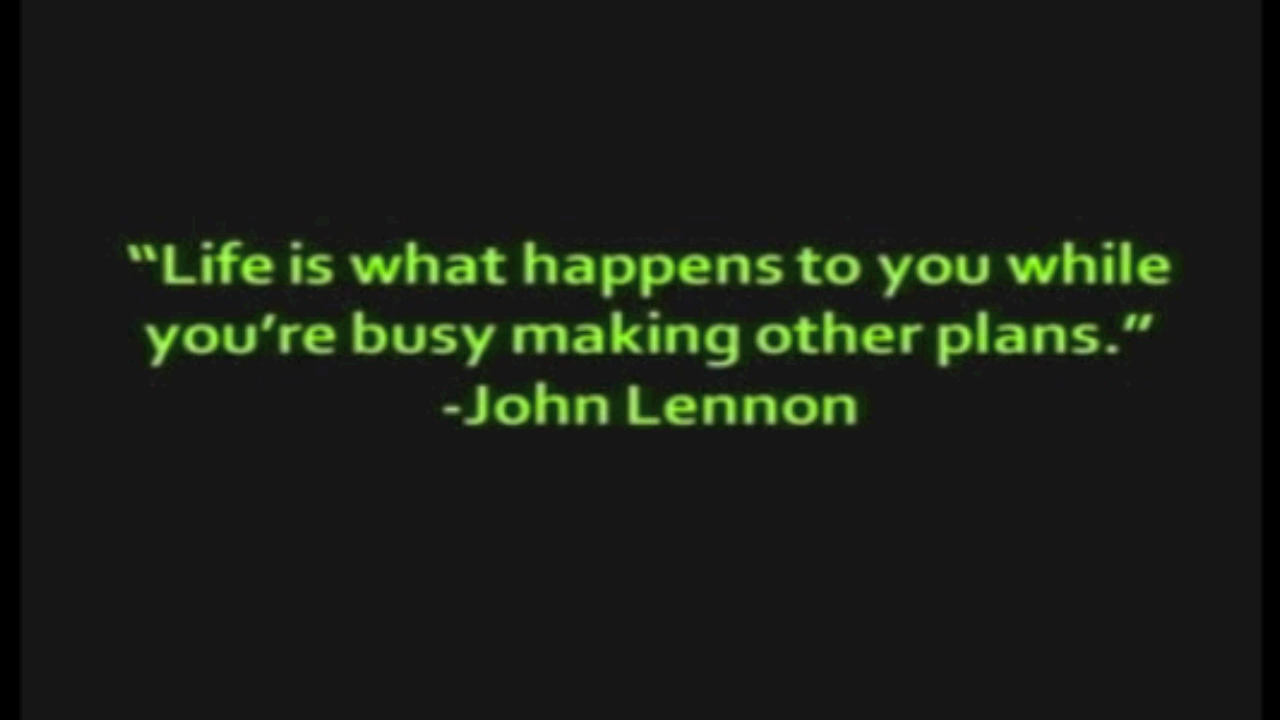 “Life is what happens to you while
you’re busy making other plans.”
-John Lennon